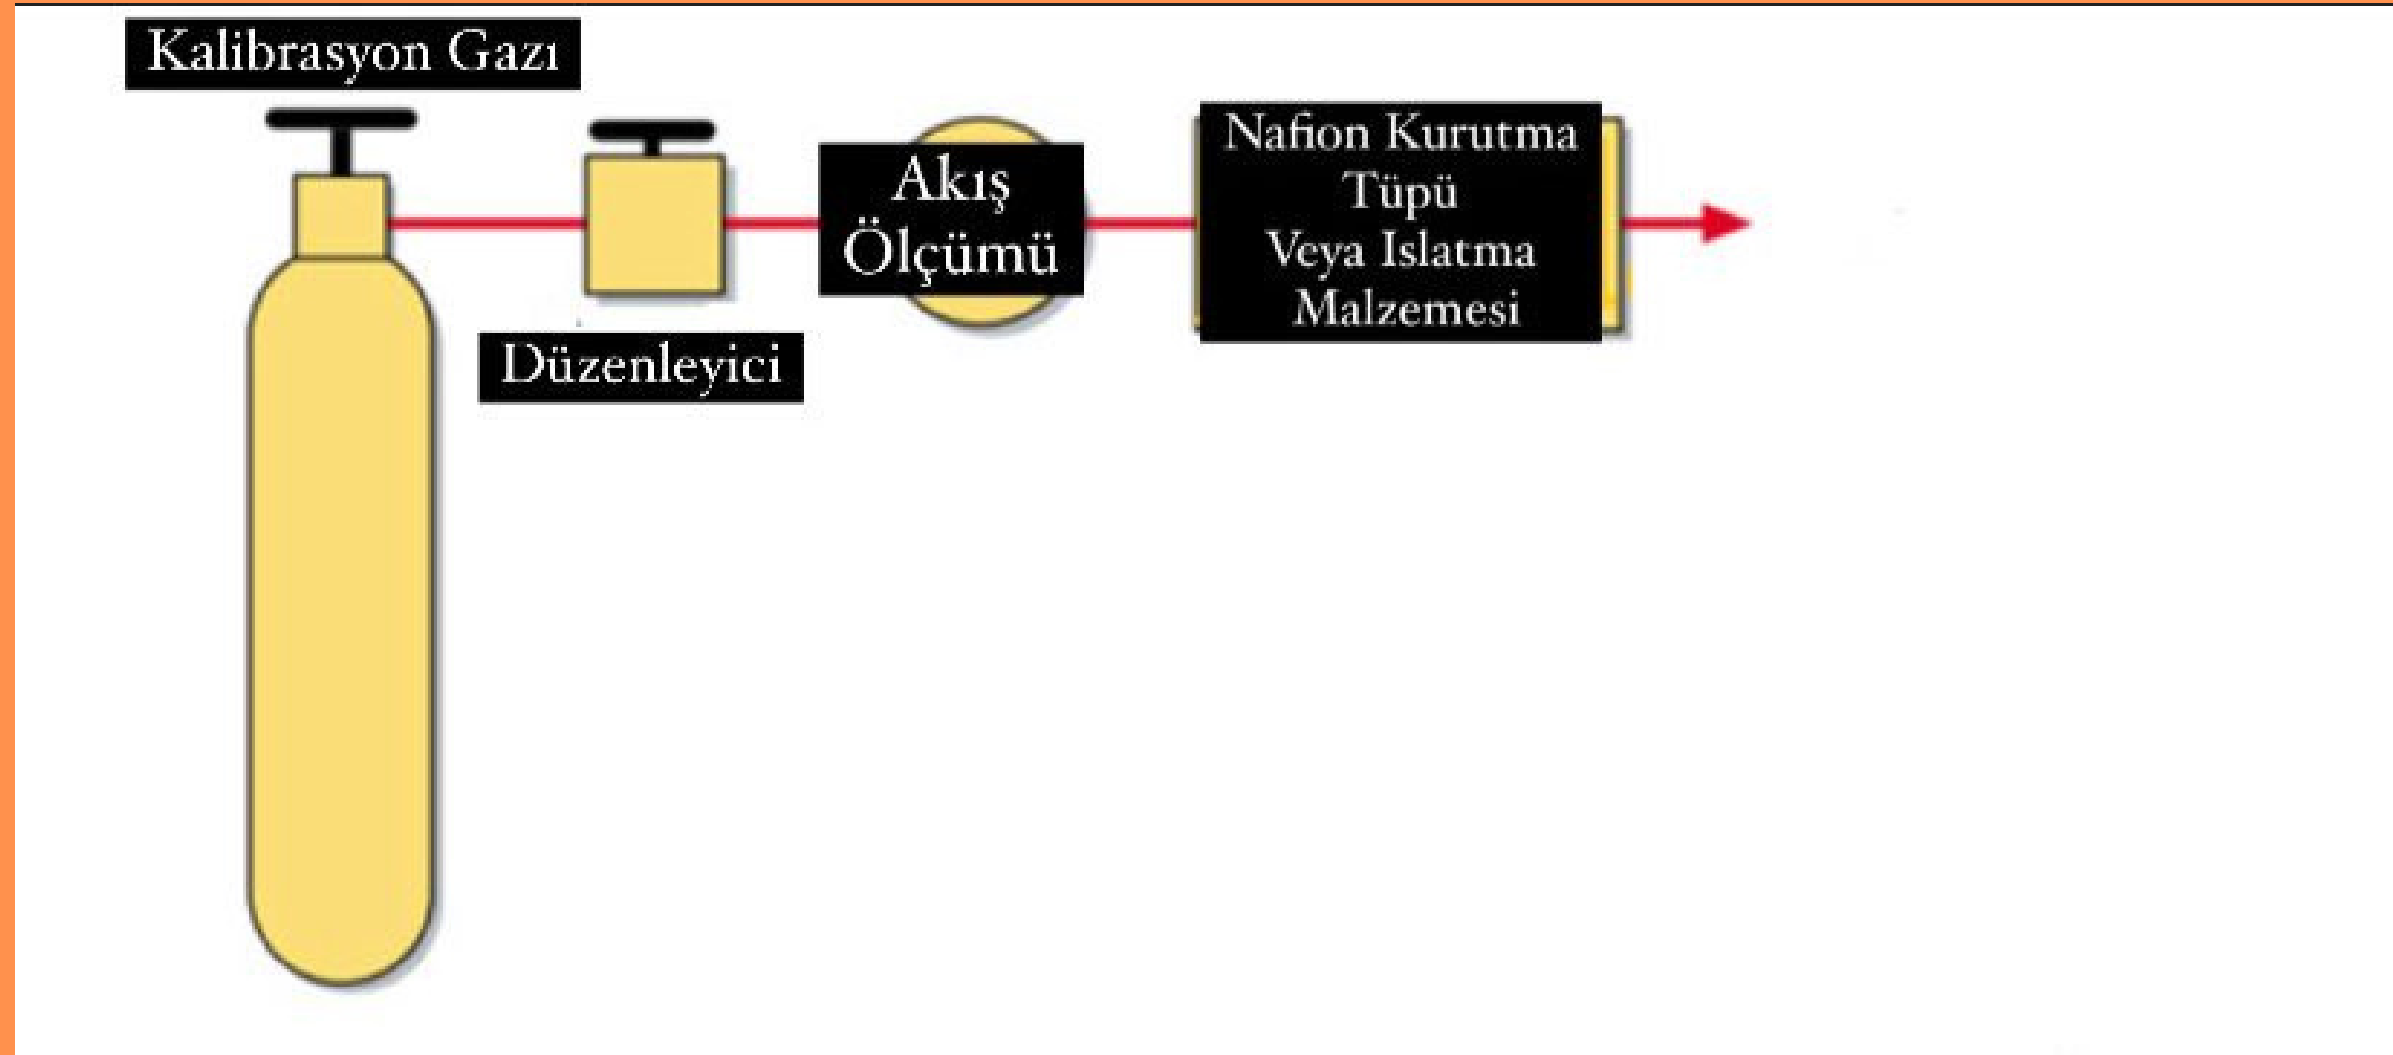 Kalibrasyon Gazı
Düzenleyici
Akış
Ölçümü
Nafion Kurutma
Tüpü
Veya Islatma
Malzemesi